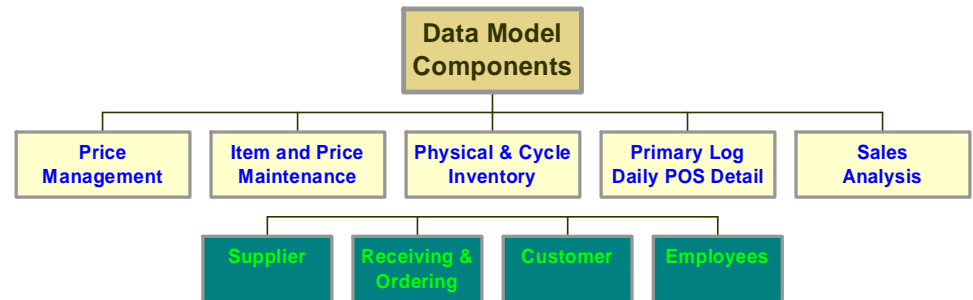 Data Model
Components
Price
Management
Item and Price
Maintenance
Physical & Cycle
Inventory
Primary Log
Daily POS Detail
Sales
Analysis
Supplier
Receiving &
Ordering
Customer
Employees